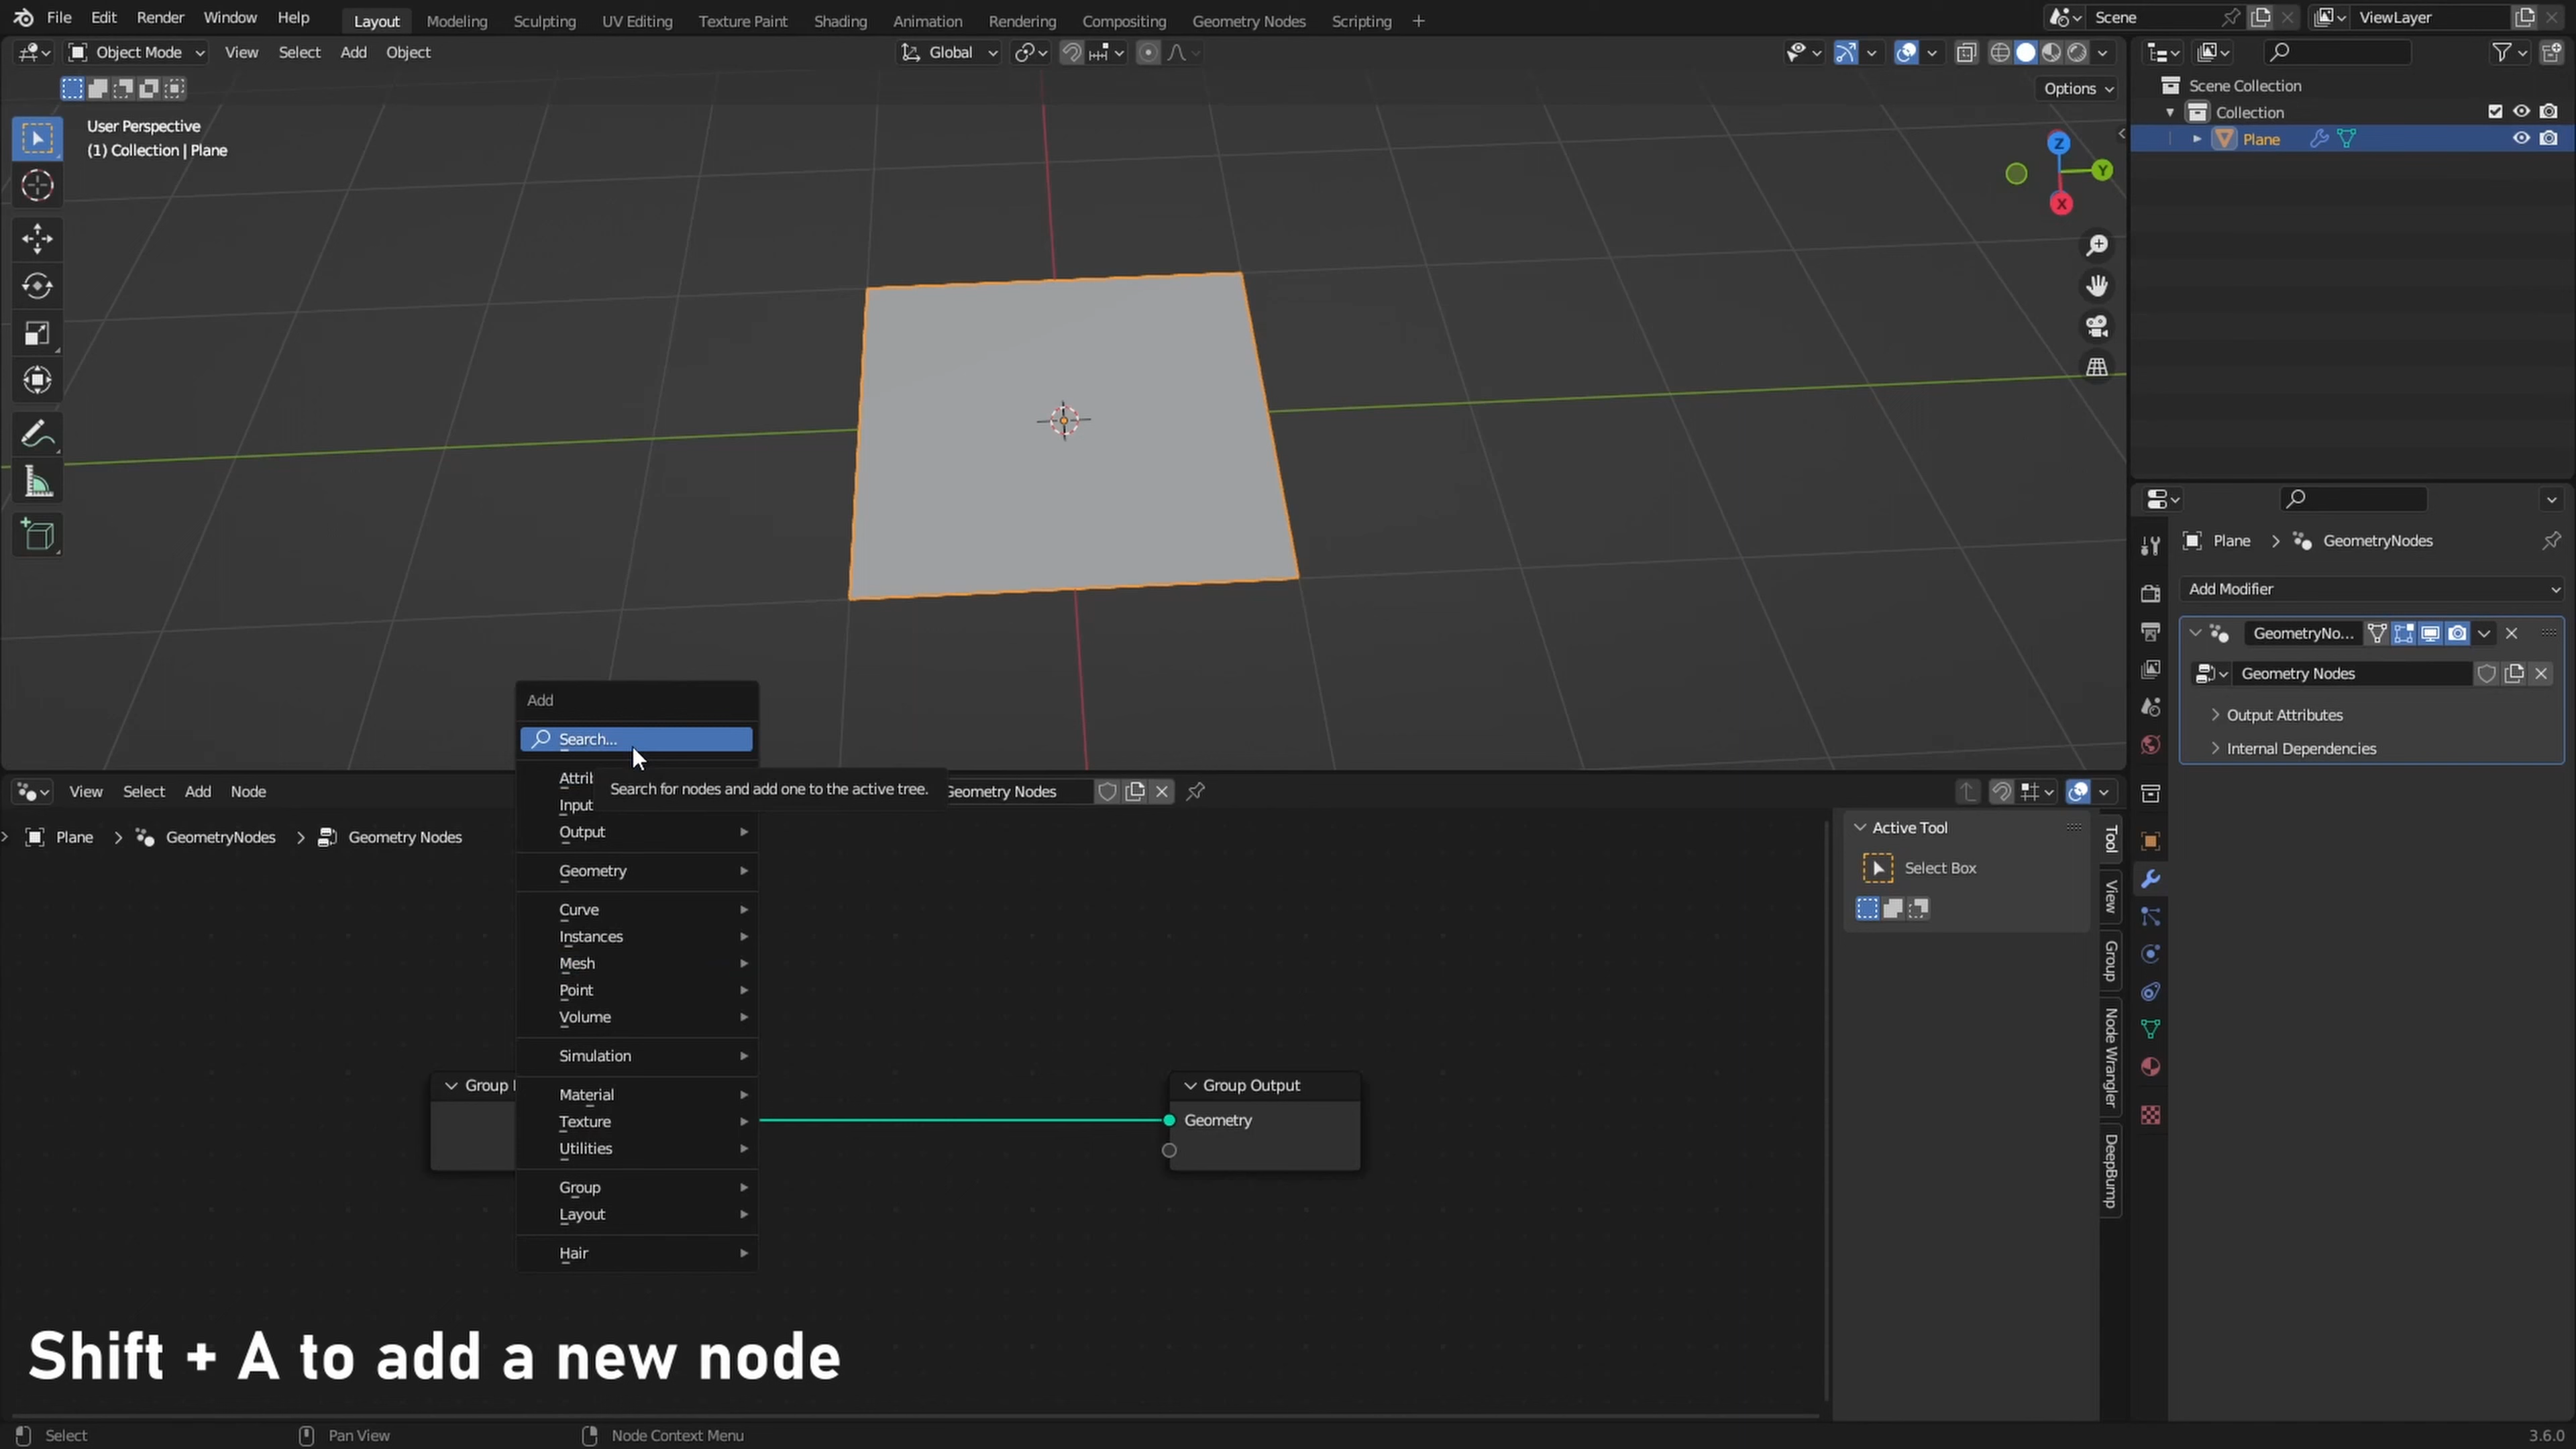 File Edit Render Window Help Layout Modeling Sculpting UV Editing Texture Paint Shading Animation Rendering Compositing Geometry Nodes Scripting + Scene ViewLayer
Object Mode View Select Add Object Global
Options
User Perspective
(1) Collection | Plane
Z
Y
X
Scene Collection
Collection
Plane
Plane > GeometryNodes
Add Modifier
GeometryNo...
Geometry Nodes
Output Attributes
Internal Dependencies
Add
Search...
Search for nodes and add one to the active tree.
Input
Output
Geometry
Curve
Instances
Mesh
Point
Volume
Simulation
Material
Texture
Utilities
Group
Layout
Hair
View Select Add Node
Geometry Nodes
Plane > GeometryNodes > Geometry Nodes
Group
Group Output
Geometry
Active Tool
Select Box
Tool
View
Group
Node Wrangler
DeepBump
Shift + A to add a new node
Select Pan View Node Context Menu 3.6.0